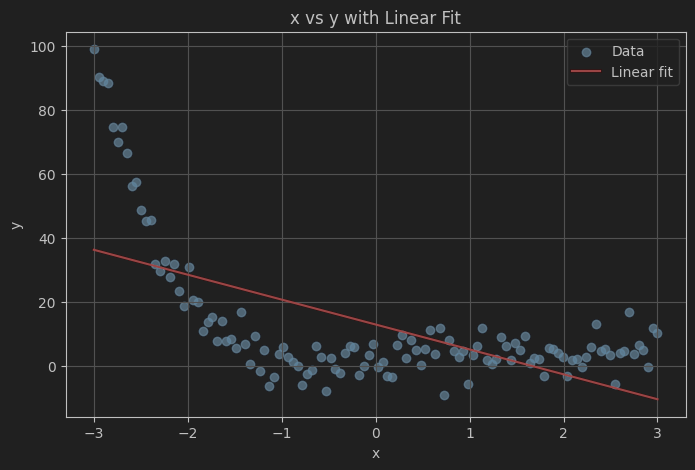 x vs y with Linear Fit
Data
Linear fit
y
100
80
60
40
20
0
−3 −2 −1 0 1 2 3
x